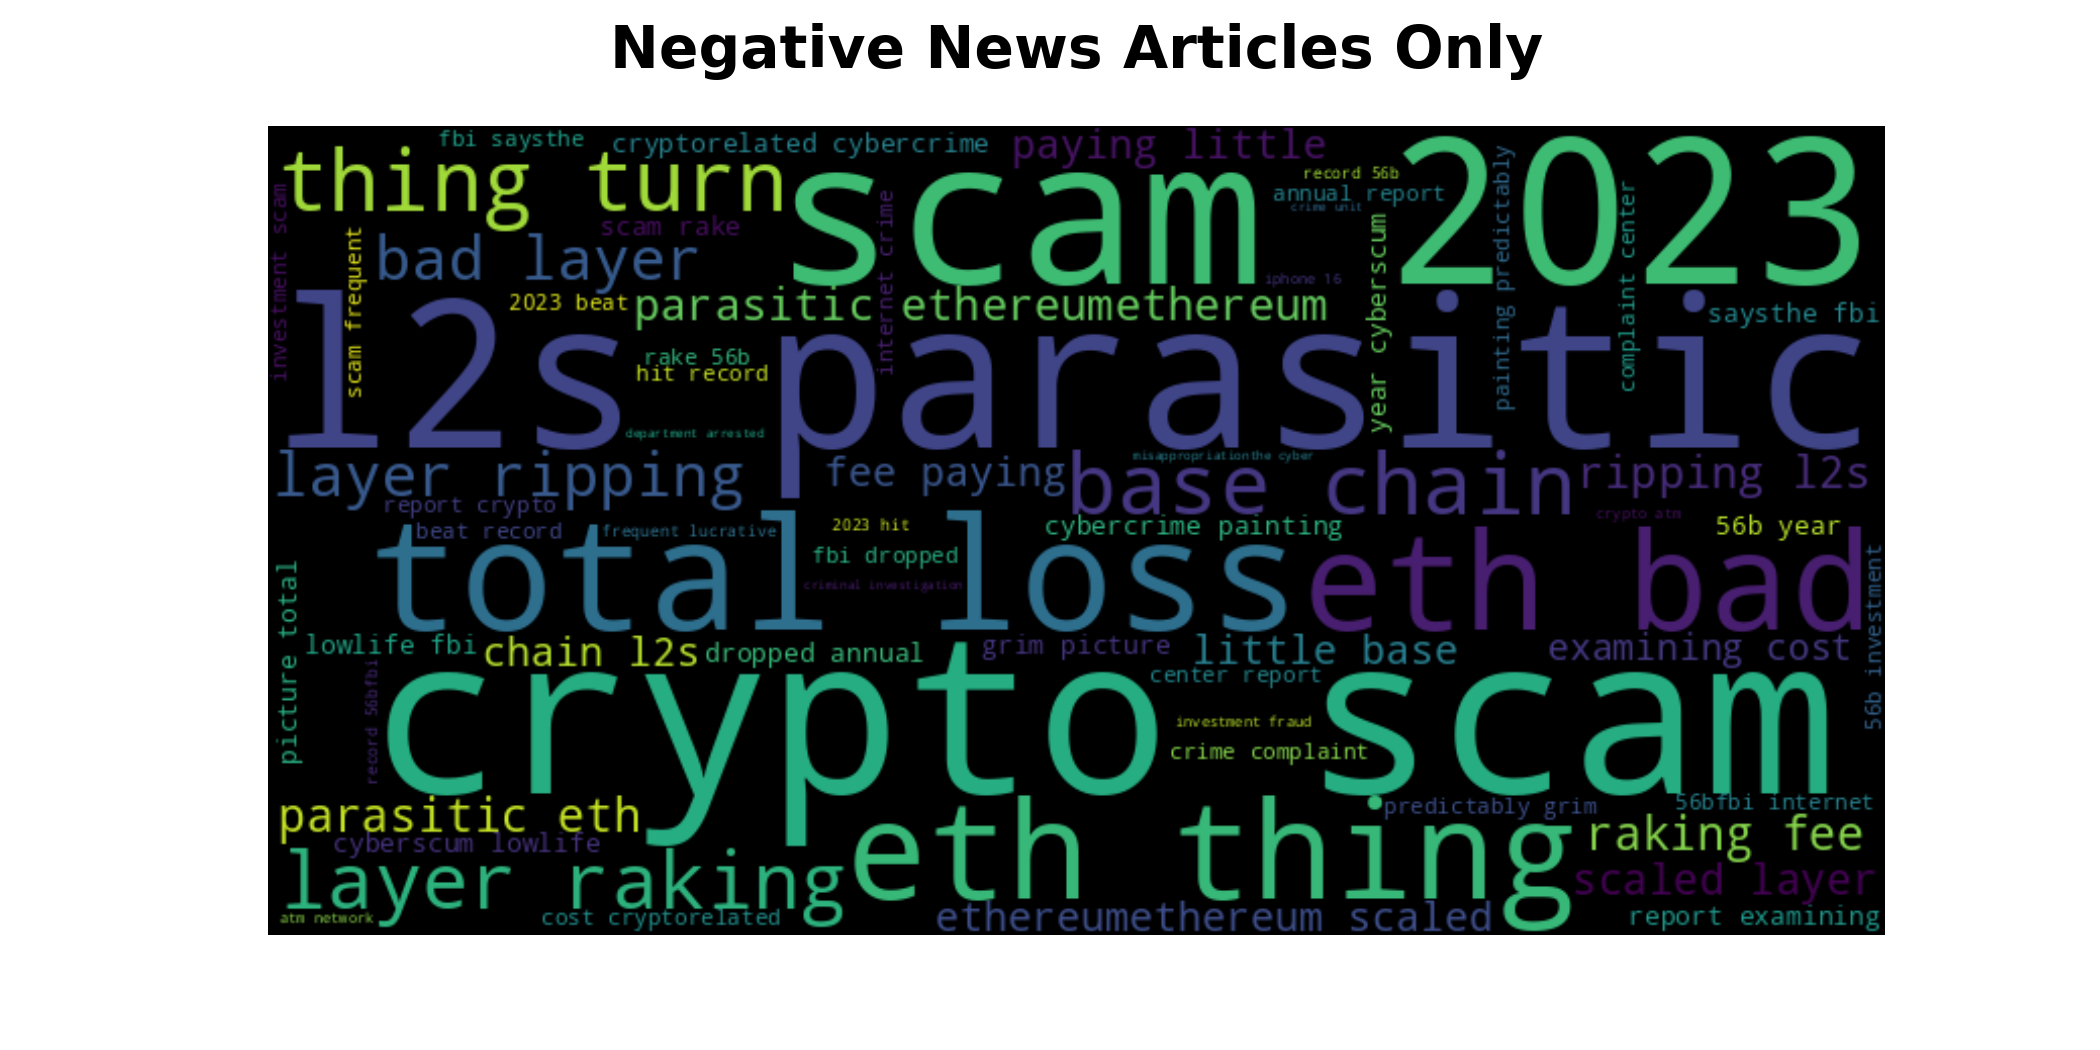 Negative News Articles Only
fbi saysthe
cryptorelated cybercrime
paying little
thing turn
scam 2023
record 56b
annual report
crime unit
painting predictably
complaint center
investment scam
scam rake
internet crime
year cyberscum
scam frequent
bad layer
iphone 16
2023 beat
parasitic ethereumethereum
saysthe fbi
l2s parasitic
rake 56b
hit record
department arrested
layer ripping
fee paying
misappropriationthe cyber
base chain
ripping l2s
report crypto
crypto atm
beat record
frequent lucrative
2023 hit
cybercrime painting
56b year
total loss
fbi dropped
eth bad
criminal investigation
56b investment
picture total
lowlife fbi
chain l2s
dropped annual
grim picture
little base
examining cost
record 56bfbi
crypto scam
center report
investment fraud
crime complaint
parasitic eth
eth thing
predictably grim
56bfbi internet
cyberscum lowlife
raking fee
layer raking
scaled layer
atm network
cost cryptorelated
ethereumethereum scaled
report examining